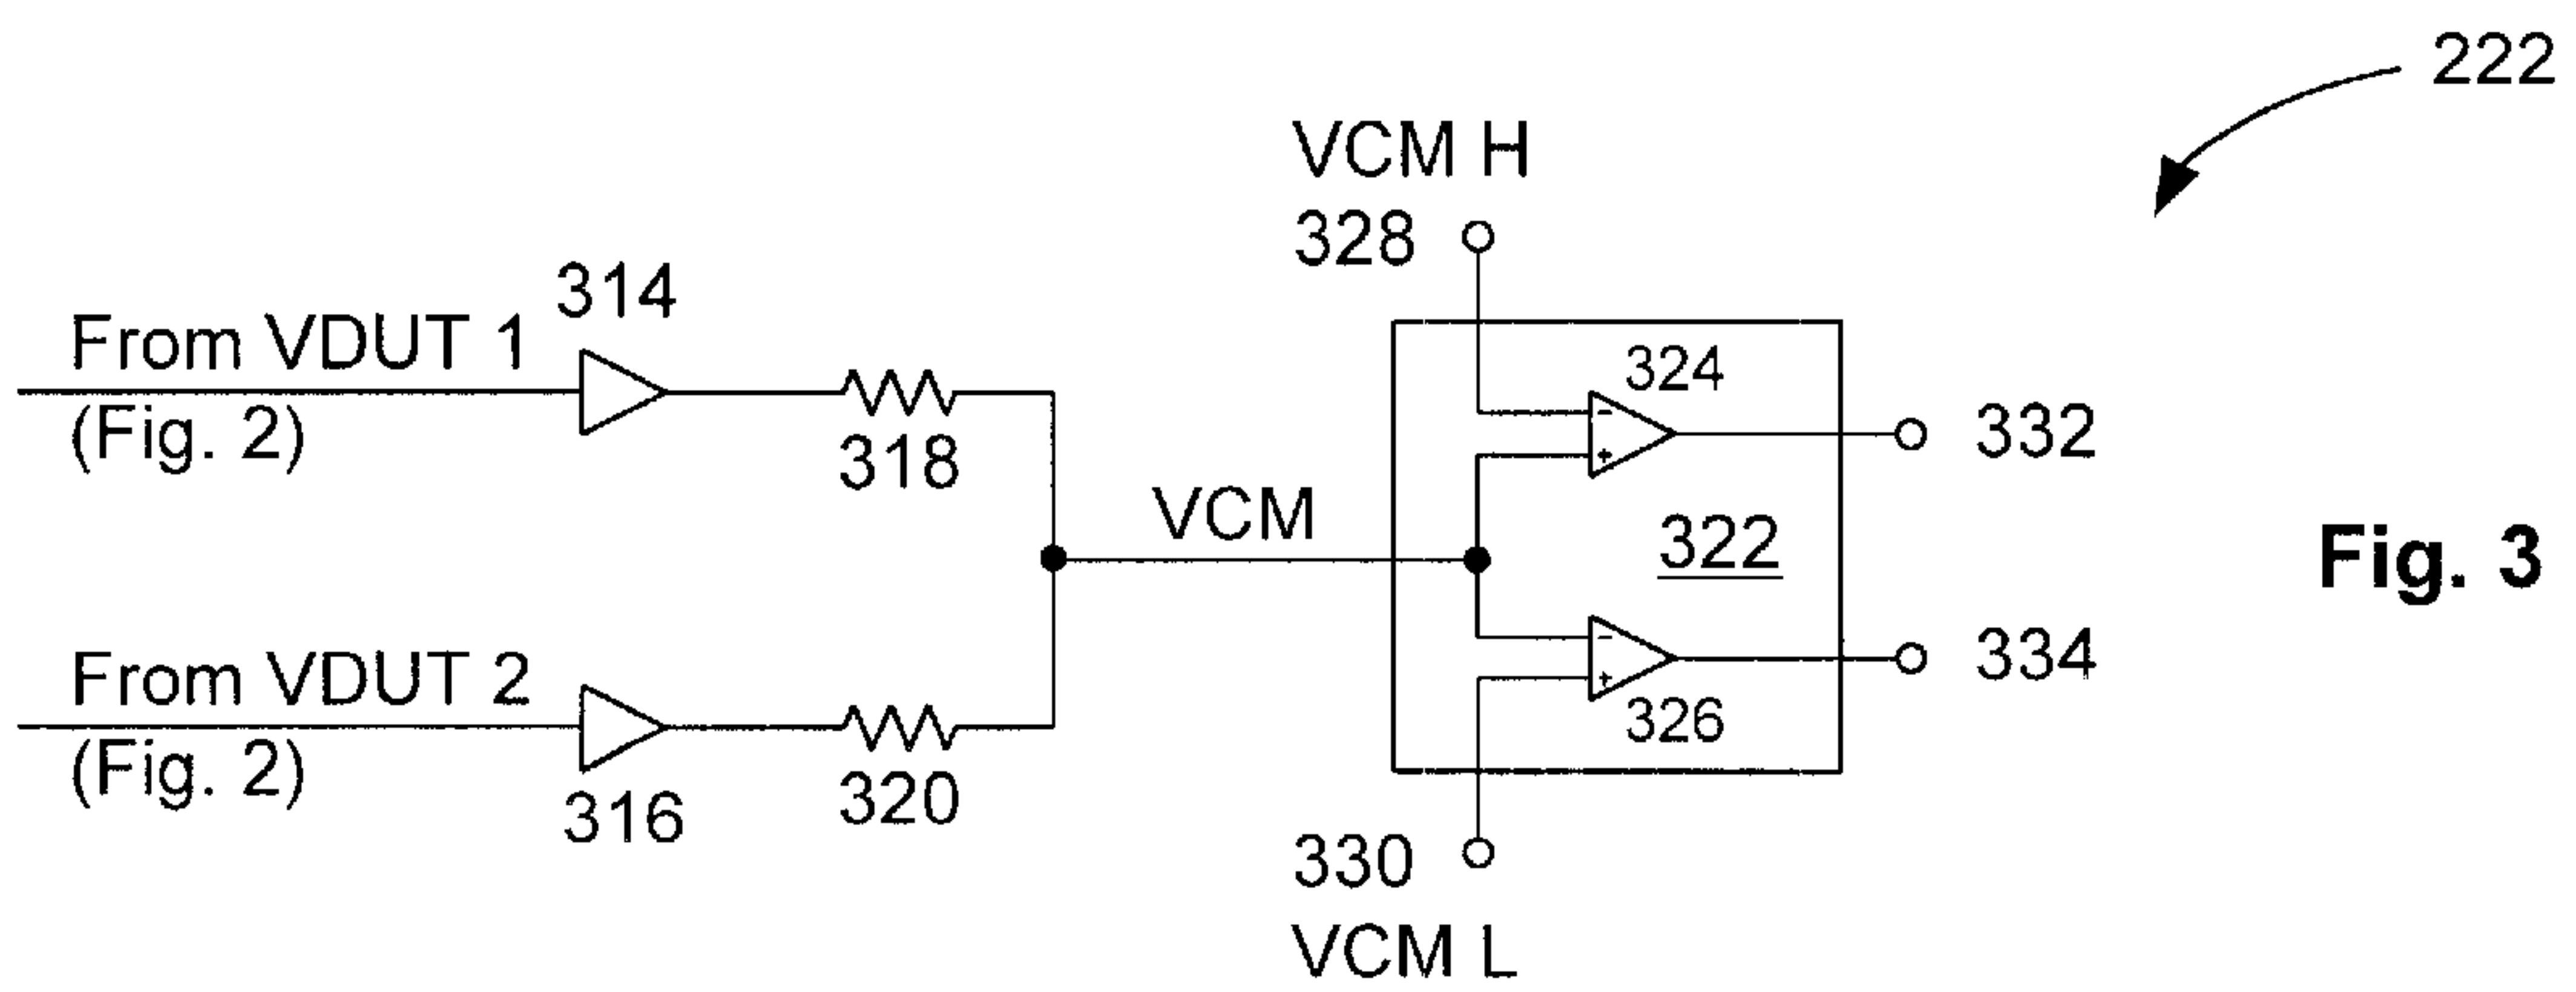 222
VCM H
328
314
From VDUT 1
(Fig. 2)
318
324
- 
+
332
VCM
322
Fig. 3
From VDUT 2
(Fig. 2)
316
320
-
+
326
334
330
VCM L